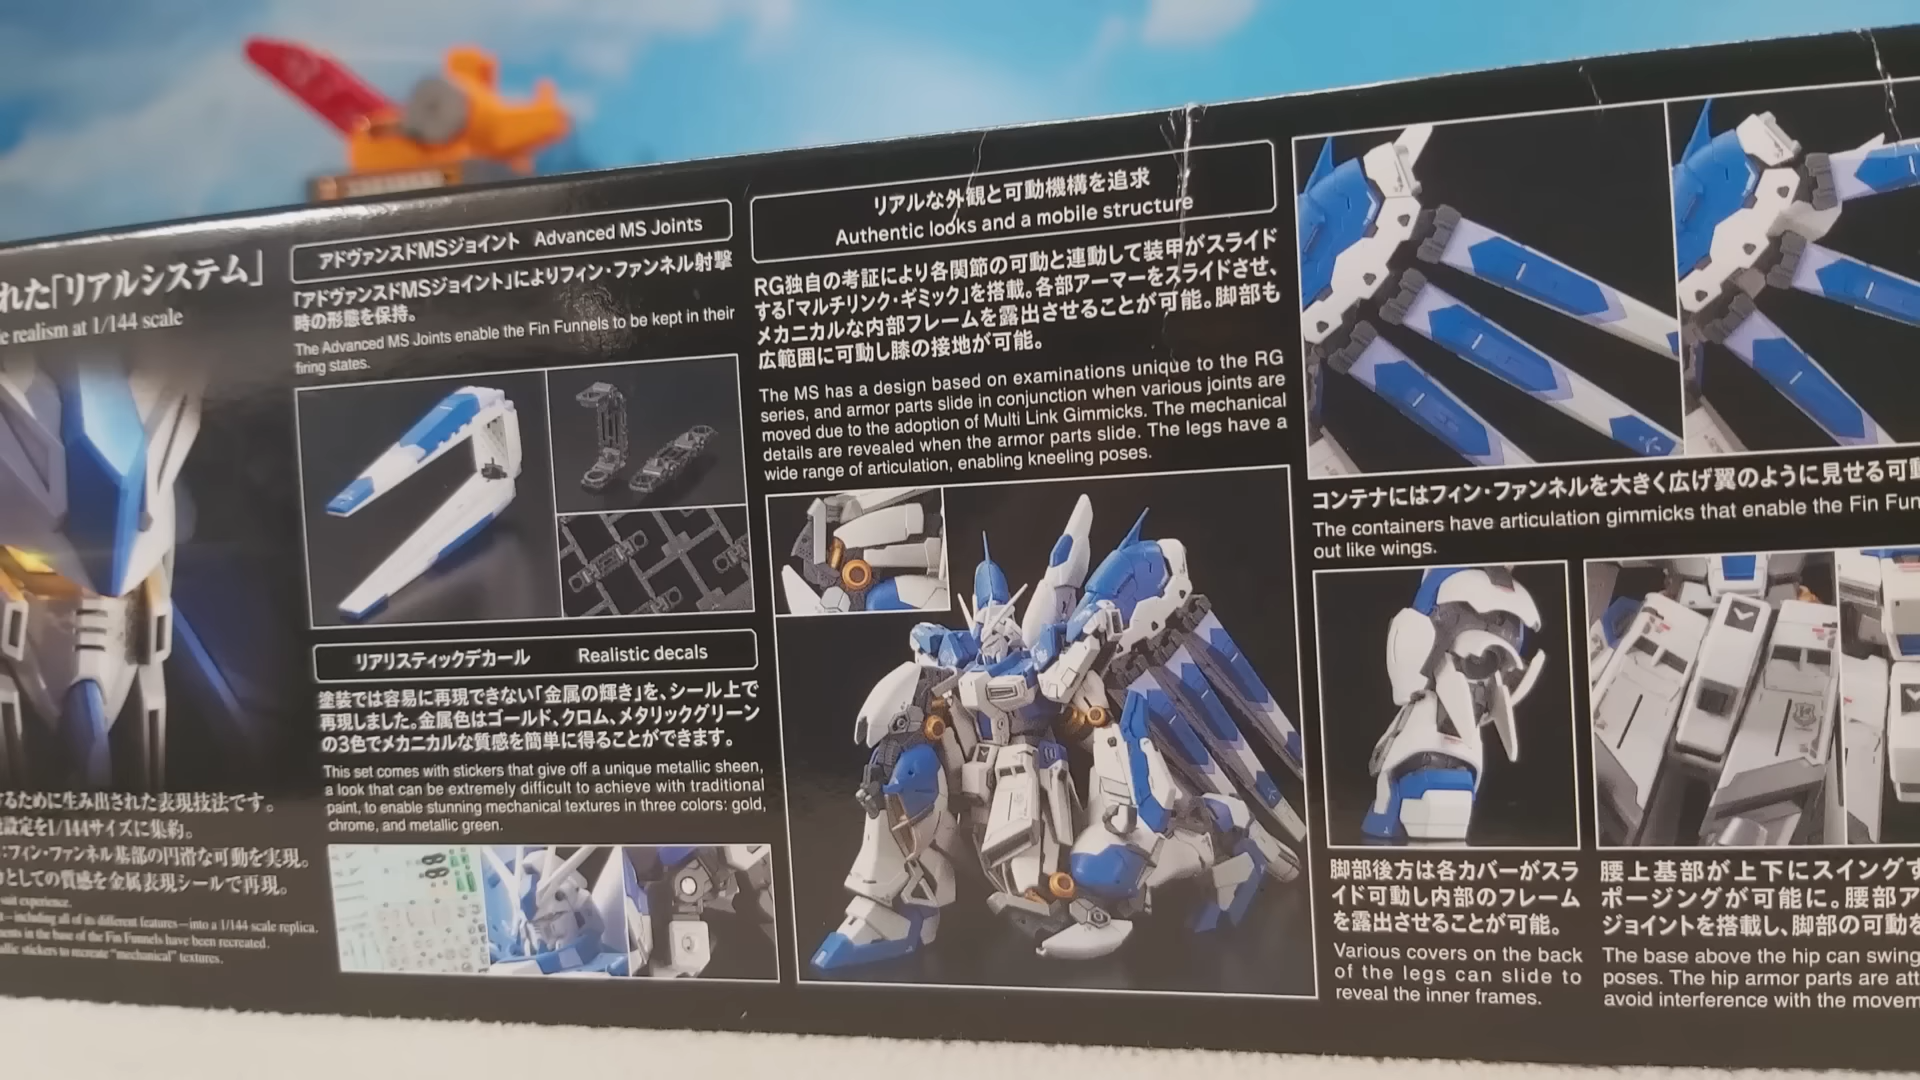 れた「リアルシステム」
realism at 1/144 scale
るために生み出された表現技法です。
設定を1/144サイズに集約。
：フィン・ファンネル基部の円滑な可動を実現。
としての質感を金属表現シールで再現。
suit experience.
—including all of its different features—into a 1/144 scale replica.
in the base of the Fin Funnels have been recreated.
stickers to recreate "mechanical" textures.
アドヴァンスドMSジョイント Advanced MS Joints
「アドヴァンスドMSジョイント」によりフィン・ファンネル射撃
時の形態を保持。
The Advanced MS Joints enable the Fin Funnels to be kept in their
firing states.
リアリスティックデカール Realistic decals
塗装では容易に再現できない「金属の輝き」を、シール上で
再現しました。金属色はゴールド、クロム、メタリックグリーン
の3色でメカニカルな質感を簡単に得ることができます。
This set comes with stickers that give off a unique metallic sheen,
a look that can be extremely difficult to achieve with traditional
paint, to enable stunning mechanical textures in three colors: gold,
chrome, and metallic green.
リアルな外観と可動機構を追求
Authentic looks and a mobile structure
RG独自の考証により各関節の可動と連動して装甲がスライド
する「マルチリンク・ギミック」を搭載。各部アーマーをスライドさせ、
メカニカルな内部フレームを露出させることが可能。脚部も
広範囲に可動し膝の接地が可能。
The MS has a design based on examinations unique to the RG
series, and armor parts slide in conjunction when various joints are
moved due to the adoption of Multi Link Gimmicks. The mechanical
details are revealed when the armor parts slide. The legs have a
wide range of articulation, enabling kneeling poses.
コンテナにはフィン・ファンネルを大きく広げ翼のように見せる可動
The containers have articulation gimmicks that enable the Fin Fun
out like wings.
脚部後方は各カバーがスラ
イド可動し内部のフレーム
を露出させることが可能。
Various covers on the back
of the legs can slide to
reveal the inner frames.
腰上基部が上下にスイングす
ポージングが可能に。腰部ア
ジョイントを搭載し、脚部の可動を
The base above the hip can swing
poses. The hip armor parts are att
avoid interference with the movem